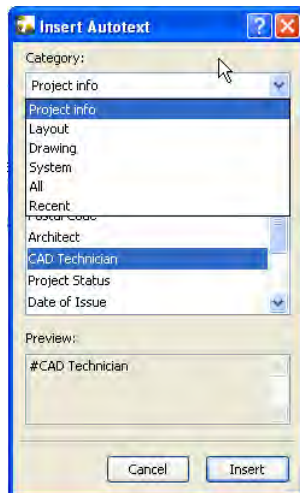 Insert Autotext
Category:
Project info
Project info
Layout
Drawing
System
All
Recent
Postal Code
Architect
CAD Technician
Project Status
Date of Issue
Preview:
#CAD Technician
Cancel Insert